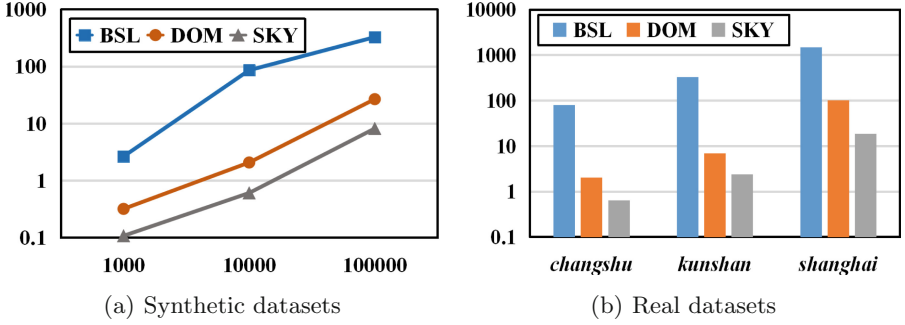 1000
100
10
1
0.1
BSL DOM SKY
1000 10000 100000
(a) Synthetic datasets
10000
1000
100
10
1
0.1
BSL DOM SKY
changshu kunshan shanghai
(b) Real datasets